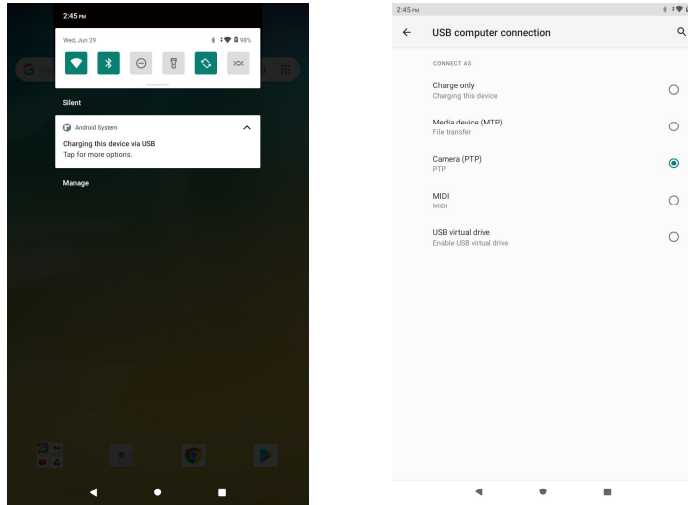 2:45 PM
Wed, Jun 29
98%
Silent
Android System
Charging this device via USB
Tap for more options.
Manage
2:45 PM
USB computer connection
CONNECT AS
Charge only
Charging this device
Media device (MTP)
File transfer
Camera (PTP)
PTP
MIDI
MIDI
USB virtual drive
Enable USB virtual drive